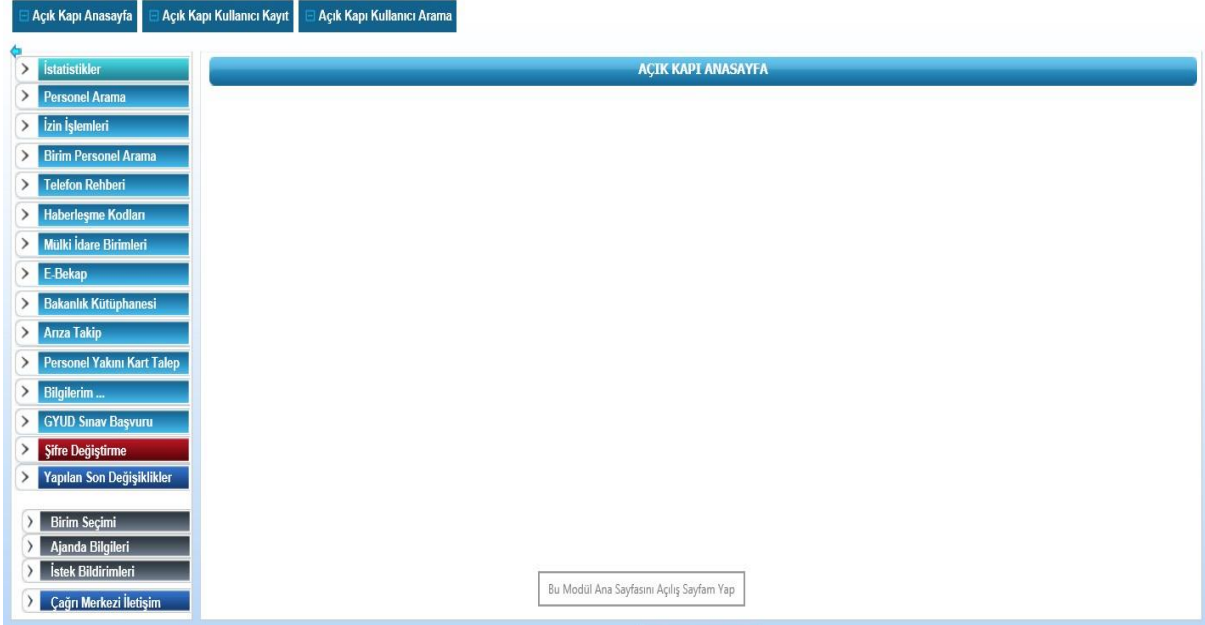 Açık Kapı Anasayfa Açık Kapı Kullanıcı Kayıt Açık Kapı Kullanıcı Arama
AÇIK KAPI ANASAYFA
İstatistikler
Personel Arama
İzin İşlemleri
Birim Personel Arama
Telefon Rehberi
Haberleşme Kodları
Mülki İdare Birimleri
E-Bekap
Bakanlık Kütüphanesi
Arıza Takip
Personel Yakını Kart Talep
Bilgilerim ...
GYUD Sınav Başvuru
Şifre Değiştirme
Yapılan Son Değişiklikler
Birim Seçimi
Ajanda Bilgileri
İstek Bildirimleri
Çağrı Merkezi İletişim
Bu Modül Ana Sayfasını Açılış Sayfam Yap